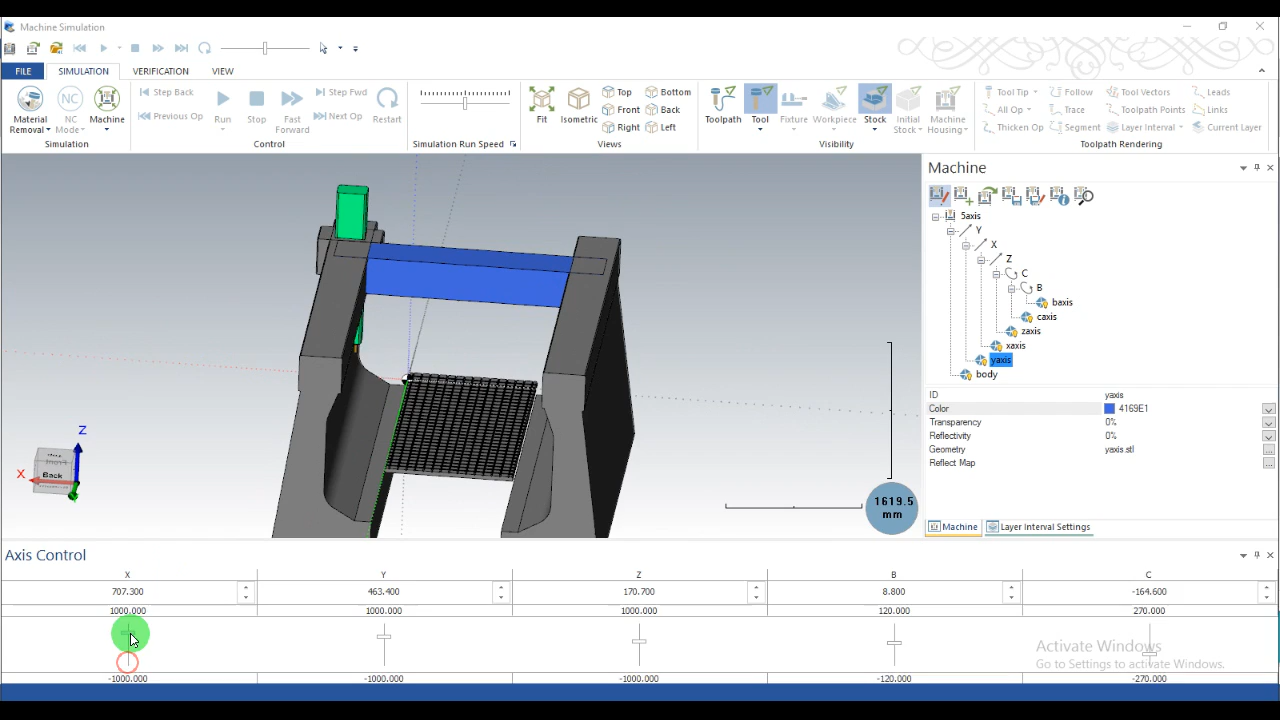 Machine Simulation
FILE SIMULATION VERIFICATION VIEW
Material Removal
NC Mode
Machine
Simulation
Step Back
Previous Op
Run
Stop
Fast Forward
Step Fwd
Next Op
Restart
Control
Simulation Run Speed
Fit
Isometric
Top
Front
Right
Bottom
Back
Left
Views
Toolpath
Tool
Fixture
Workpiece
Stock
Initial Stock
Machine Housing
Visibility
Tool Tip
All Op
Thicken Op
Follow
Trace
Segment
Tool Vectors
Toolpath Points
Layer Interval
Leads
Links
Current Layer
Toolpath Rendering
Machine
5axis
Y
X
Z
C
B
baxis
caxis
zaxis
xaxis
yaxis
body
ID yaxis
Color 4169E1
Transparency 0%
Reflectivity 0%
Geometry yaxis.stl
Reflect Map
Machine Layer Interval Settings
Z
X
Back
1619.5
mm
Axis Control
X Y Z B C
707.300 463.400 170.700 8.800 -164.600
1000.000 1000.000 1000.000 120.000 270.000
-1000.000 -1000.000 -1000.000 -120.000 -270.000
Activate Windows
Go to Settings to activate Windows.